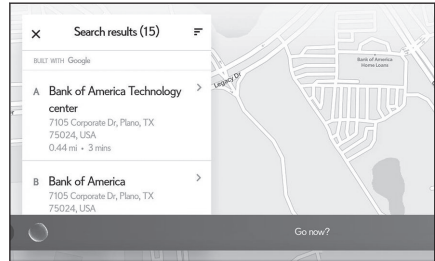 Search results (15)
BUILT WITH Google
A Bank of America Technology
center
7105 Corporate Dr, Plano, TX
75024, USA
0.44 mi • 3 mins
B Bank of America
7105 Corporate Dr, Plano, TX
75024, USA
Legacy Dr
Bank of America
Home Loans
Go now?